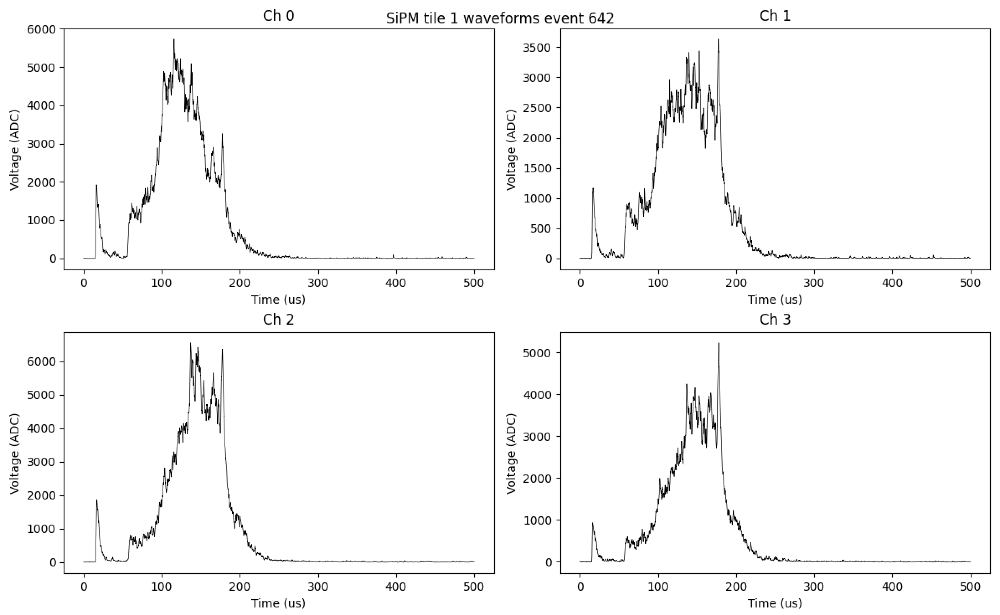 SiPM tile 1 waveforms event 642
Ch 0
6000
5000
4000
3000
2000
1000
0
Voltage (ADC)
0 100 200 300 400 500
Time (us)
Ch 1
3500
3000
2500
2000
1500
1000
500
0
Voltage (ADC)
0 100 200 300 400 500
Time (us)
Ch 2
6000
5000
4000
3000
2000
1000
0
Voltage (ADC)
0 100 200 300 400 500
Time (us)
Ch 3
5000
4000
3000
2000
1000
0
Voltage (ADC)
0 100 200 300 400 500
Time (us)